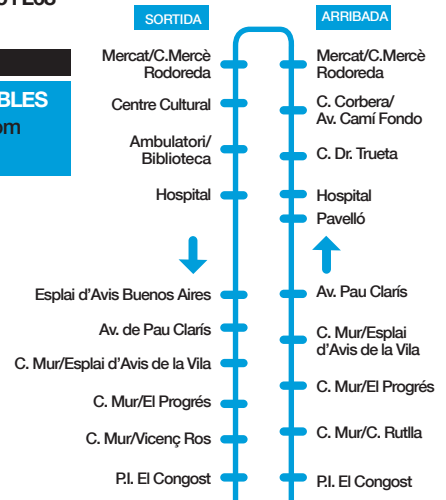 BLES
om
SORTIDA
Mercat/C.Mercè
Rodoreda
Centre Cultural
Ambulatori/
Biblioteca
Hospital
Esplai d'Avis Buenos Aires
Av. de Pau Clarís
C. Mur/Esplai d'Avis de la Vila
C. Mur/El Progrés
C. Mur/Vicenç Ros
P.I. El Congost
ARRIBADA
Mercat/C.Mercè
Rodoreda
C. Corbera/
Av. Camí Fondo
C. Dr. Trueta
Hospital
Pavelló
Av. Pau Clarís
C. Mur/Esplai
d'Avis de la Vila
C. Mur/El Progrés
C. Mur/C. Rutlla
P.I. El Congost